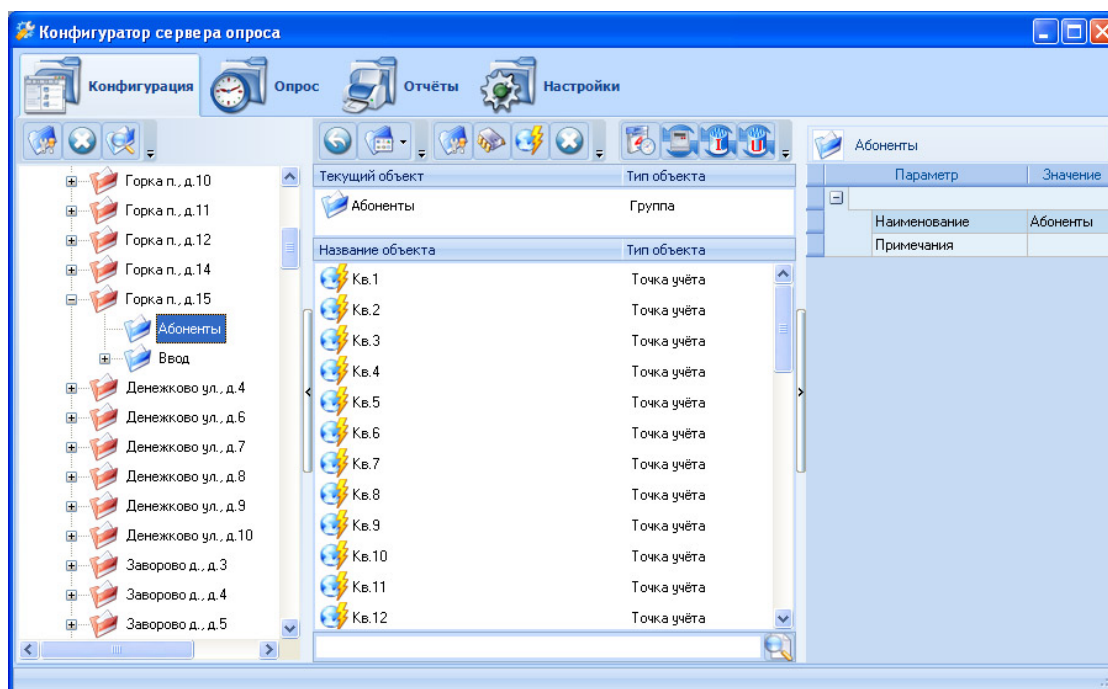 Конфигуратор сервера опроса
Конфигурация
Опрос
Отчёты
Настройки
Горка п., д.10
Горка п., д.11
Горка п., д.12
Горка п., д.14
Горка п., д.15
Абоненты
Ввод
Денежково ул., д.4
Денежково ул., д.6
Денежково ул., д.7
Денежково ул., д.8
Денежково ул., д.9
Денежково ул., д.10
Заворово д., д.3
Заворово д., д.4
Заворово д., д.5
Текущий объект Тип объекта
Абоненты Группа
Название объекта Тип объекта
Кв.1 Точка учёта
Кв.2 Точка учёта
Кв.3 Точка учёта
Кв.4 Точка учёта
Кв.5 Точка учёта
Кв.6 Точка учёта
Кв.7 Точка учёта
Кв.8 Точка учёта
Кв.9 Точка учёта
Кв.10 Точка учёта
Кв.11 Точка учёта
Кв.12 Точка учёта
Абоненты
Параметр Значение
Наименование Абоненты
Примечания